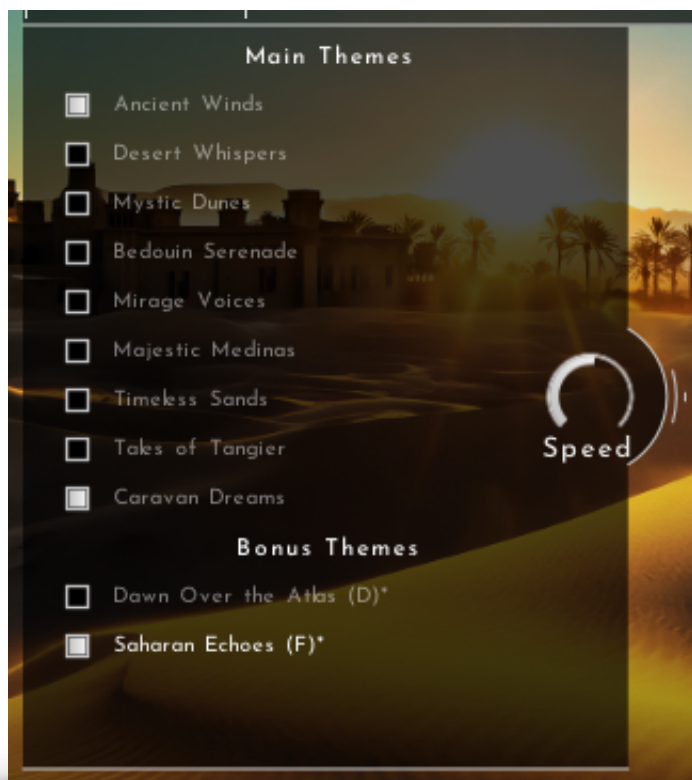 Main Themes
Ancient Winds
Desert Whispers
Mystic Dunes
Bedouin Serenade
Mirage Voices
Majestic Medinas
Timeless Sands
Tales of Tangier
Speed
Caravan Dreams
Bonus Themes
Dawn Over the Atlas (D)*
Saharan Echoes (F)*